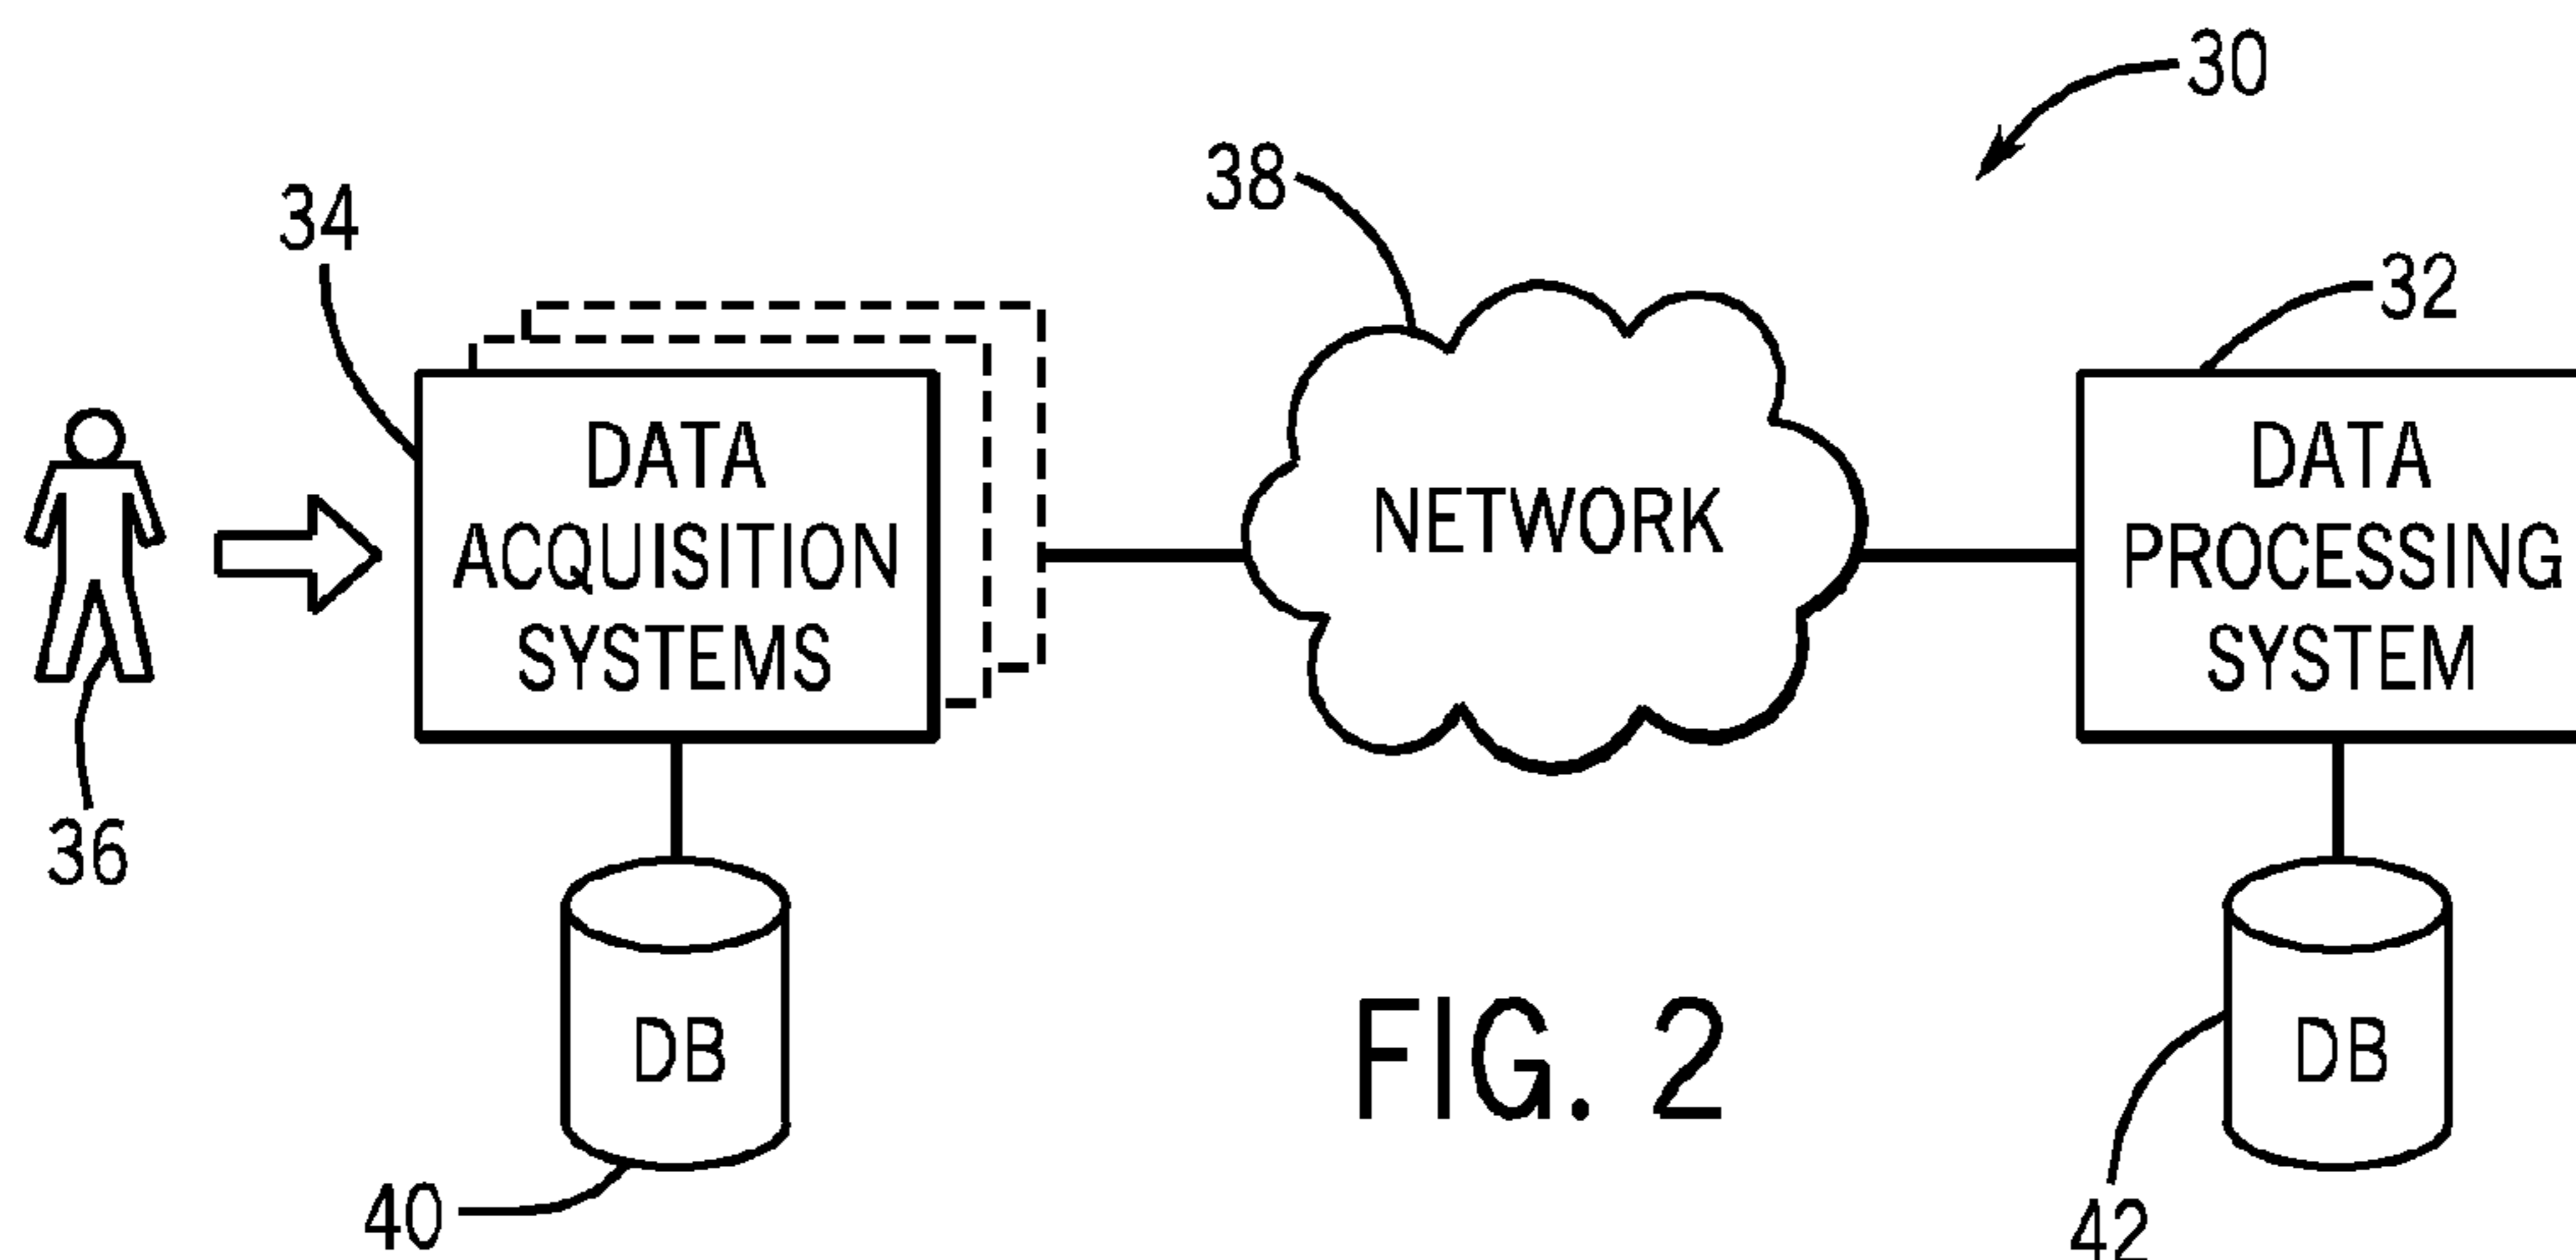 30
38
34
32
DATA
ACQUISITION
SYSTEMS
NETWORK
DATA
PROCESSING
SYSTEM
36
DB
DB
FIG. 2
40
42